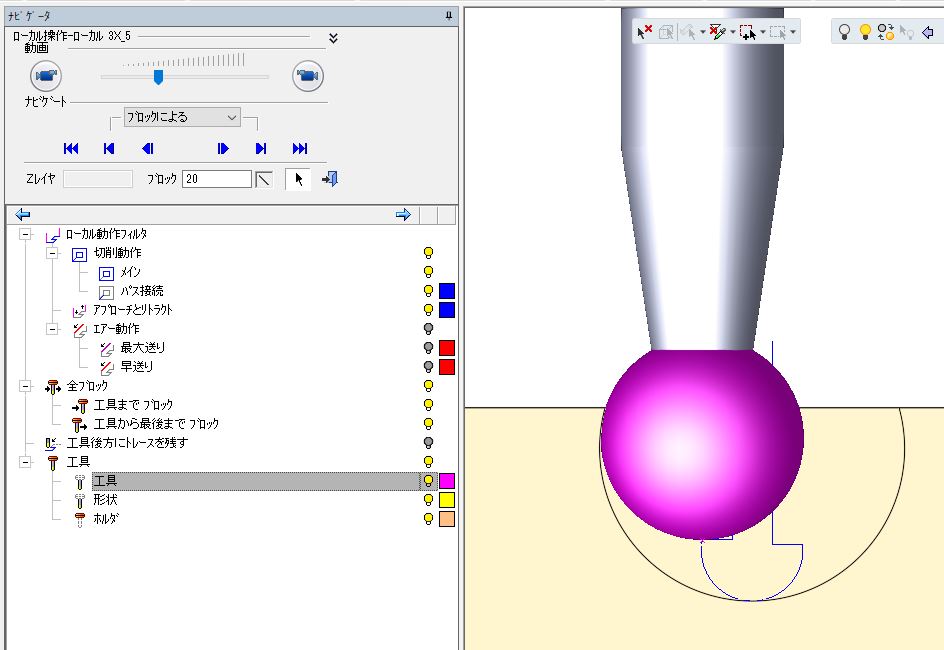 ナビゲータ
ローカル操作-ローカル 3X_5
動画
ナビゲート
ブロックによる
Zレイヤ
ブロック 20
ローカル動作フィルタ
切削動作
メイン
パス接続
アプローチとリトラクト
エアー動作
最大送り
早送り
全ブロック
工具まで ブロック
工具から最後まで ブロック
工具後方にトレースを残す
工具
工具
形状
ホルダ